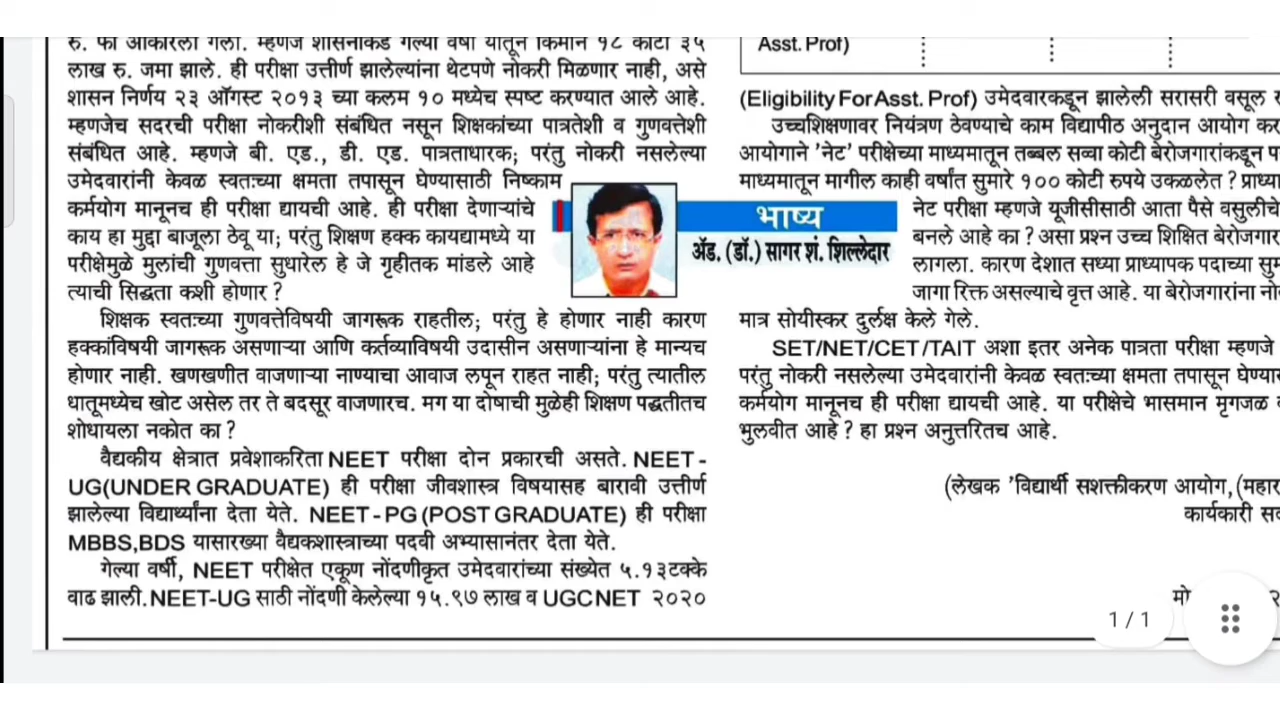 रु. फी आकारली गेली. म्हणजे शासनाकडे गेल्या वर्षी यातून किमान १८ कोटी ३५
लाख रु. जमा झाले. ही परीक्षा उत्तीर्ण झालेल्यांना थेटपणे नोकरी मिळणार नाही, असे
शासन निर्णय २३ ऑगस्ट २०१३ च्या कलम १० मध्येच स्पष्ट करण्यात आले आहे.
म्हणजेच सदरची परीक्षा नोकरीशी संबंधित नसून शिक्षकांच्या पात्रतेशी व गुणवत्तेशी
संबंधित आहे. म्हणजे बी. एड., डी. एड. पात्रताधारक; परंतु नोकरी नसलेल्या
उमेदवारांनी केवळ स्वतःच्या क्षमता तपासून घेण्यासाठी निष्काम
कर्मयोग मानूनच ही परीक्षा द्यायची आहे. ही परीक्षा देणाऱ्यांचे
काय हा मुद्दा बाजूला ठेवू या; परंतु शिक्षण हक्क कायद्यामध्ये या
परीक्षेमुळे मुलांची गुणवत्ता सुधारेल हे जे गृहीतक मांडले आहे
त्याची सिद्धता कशी होणार ?
शिक्षक स्वतःच्या गुणवत्तेविषयी जागरूक राहतील; परंतु हे होणार नाही कारण
हक्कांविषयी जागरूक असणाऱ्या आणि कर्तव्याविषयी उदासीन असणाऱ्यांना हे मान्यच
होणार नाही. खणखणीत वाजणाऱ्या नाण्याचा आवाज लपून राहत नाही; परंतु त्यातील
धातूमध्येच खोट असेल तर ते बदसूर वाजणारच. मग या दोषाची मुळेही शिक्षण पद्धतीतच
शोधायला नकोत का ?
वैद्यकीय क्षेत्रात प्रवेशाकरिता NEET परीक्षा दोन प्रकारची असते. NEET -
UG(UNDER GRADUATE) ही परीक्षा जीवशास्त्र विषयासह बारावी उत्तीर्ण
झालेल्या विद्यार्थ्यांना देता येते. NEET - PG (POST GRADUATE) ही परीक्षा
MBBS,BDS यासारख्या वैद्यकशास्त्राच्या पदवी अभ्यासानंतर देता येते.
गेल्या वर्षी, NEET परीक्षेत एकूण नोंदणीकृत उमेदवारांच्या संख्येत ५.१३टक्के
वाढ झाली. NEET-UG साठी नोंदणी केलेल्या १५.९७ लाख व UGC NET २०२०
भाष्य
ॲड. (डॉ.) सागर शं. शिल्लेदार
Asst. Prof)
(Eligibility For Asst. Prof) उमेदवारकडून झालेली सरासरी वसूल
उच्चशिक्षणावर नियंत्रण ठेवण्याचे काम विद्यापीठ अनुदान आयोग
आयोगाने 'नेट' परीक्षेच्या माध्यमातून तब्बल सव्वा कोटी बेरोजगारांकडून
माध्यमातून मागील काही वर्षांत सुमारे १०० कोटी रुपये उकळलेत ?
नेट परीक्षा म्हणजे यूजीसीसाठी आता पैसे वसुलीचे
बनले आहे का ? असा प्रश्न उच्च शिक्षित
लागला. कारण देशात सध्या प्राध्यापक पदाच्या
जागा रिक्त असल्याचे वृत्त आहे. या बेरोजगारांना
मात्र सोयीस्कर दुर्लक्ष केले गेले.
SET/NET/CET/TAIT अशा इतर अनेक पात्रता परीक्षा म्हणजे
परंतु नोकरी नसलेल्या उमेदवारांनी केवळ स्वतःच्या क्षमता तपासून
कर्मयोग मानूनच ही परीक्षा द्यायची आहे. या परीक्षेचे भासमान मृगजळ
भुलवीत आहे ? हा प्रश्न अनुत्तरितच आहे.
(लेखक 'विद्यार्थी सशक्तीकरण आयोग,
कार्यकारी
1 / 1